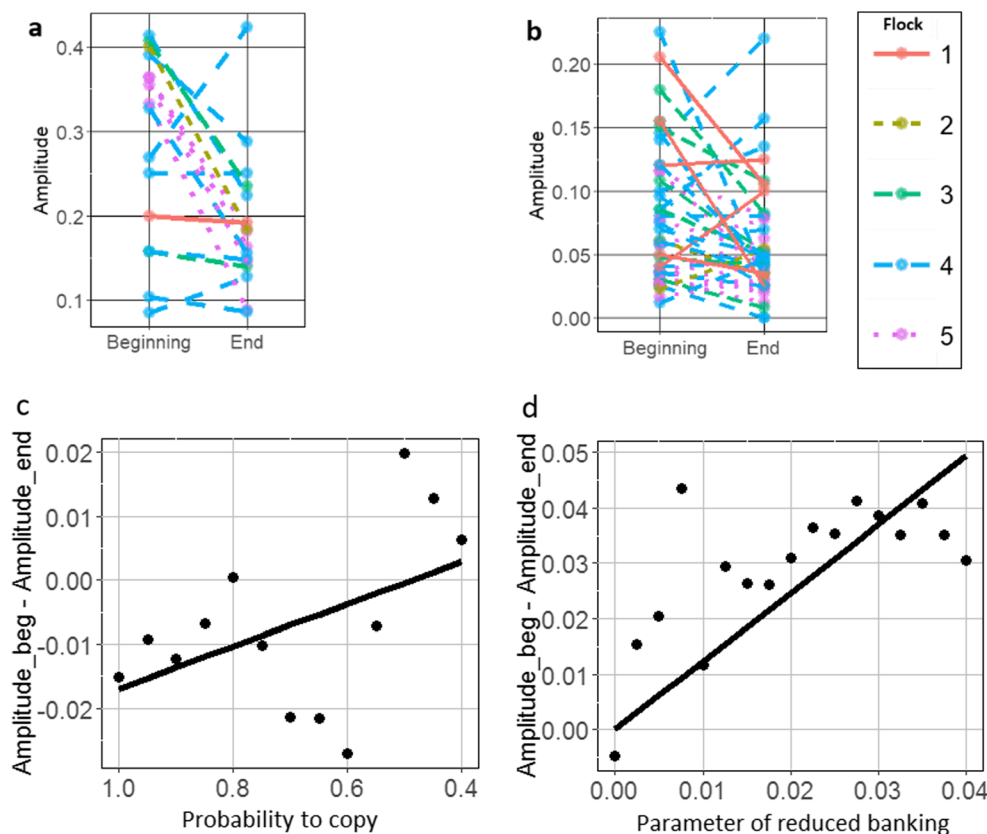 a
Amplitude
0.4
0.3
0.2
0.1
Beginning End
b
Amplitude
0.20
0.15
0.10
0.05
0.00
Beginning End
Flock
1
2
3
4
5
c
Amplitude_beg - Amplitude_end
0.02
0.01
0.00
-0.01
-0.02
1.0 0.8 0.6 0.4
Probability to copy
d
Amplitude_beg - Amplitude_end
0.05
0.04
0.03
0.02
0.01
0.00
0.00 0.01 0.02 0.03 0.04
Parameter of reduced banking